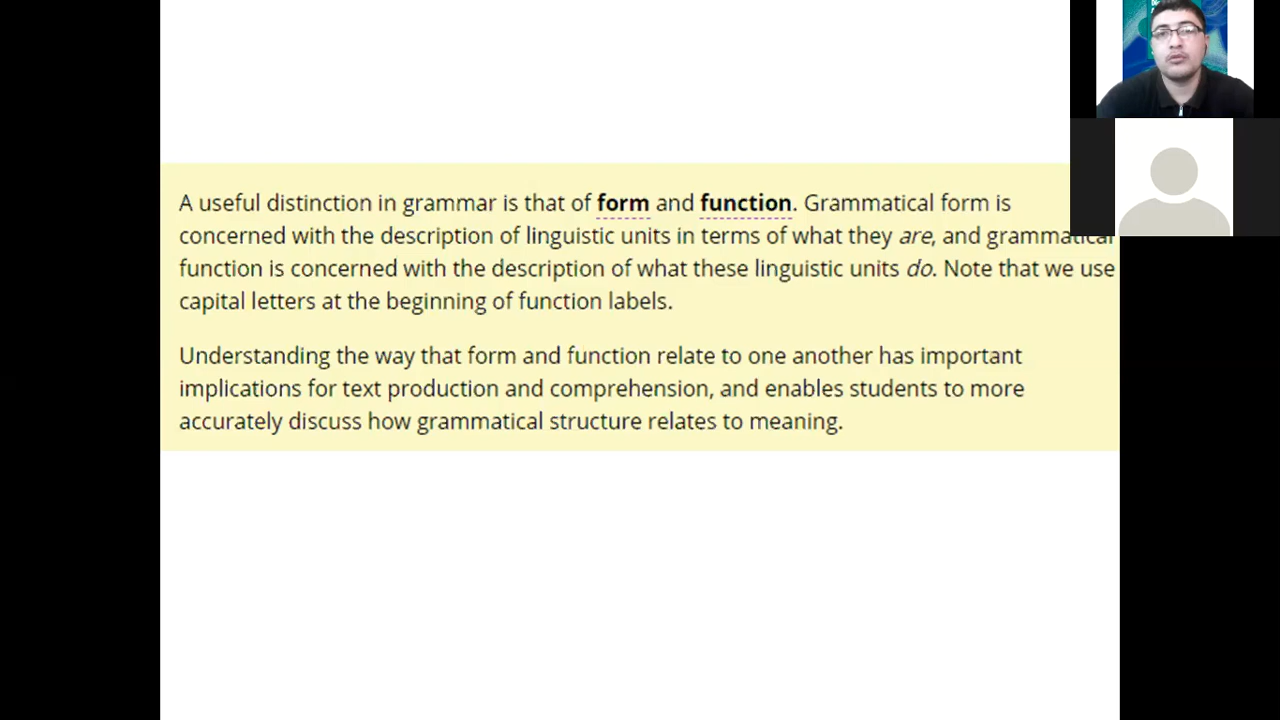 A useful distinction in grammar is that of form and function. Grammatical form is
concerned with the description of linguistic units in terms of what they are, and grammatical
function is concerned with the description of what these linguistic units do. Note that we use
capital letters at the beginning of function labels.
Understanding the way that form and function relate to one another has important
implications for text production and comprehension, and enables students to more
accurately discuss how grammatical structure relates to meaning.